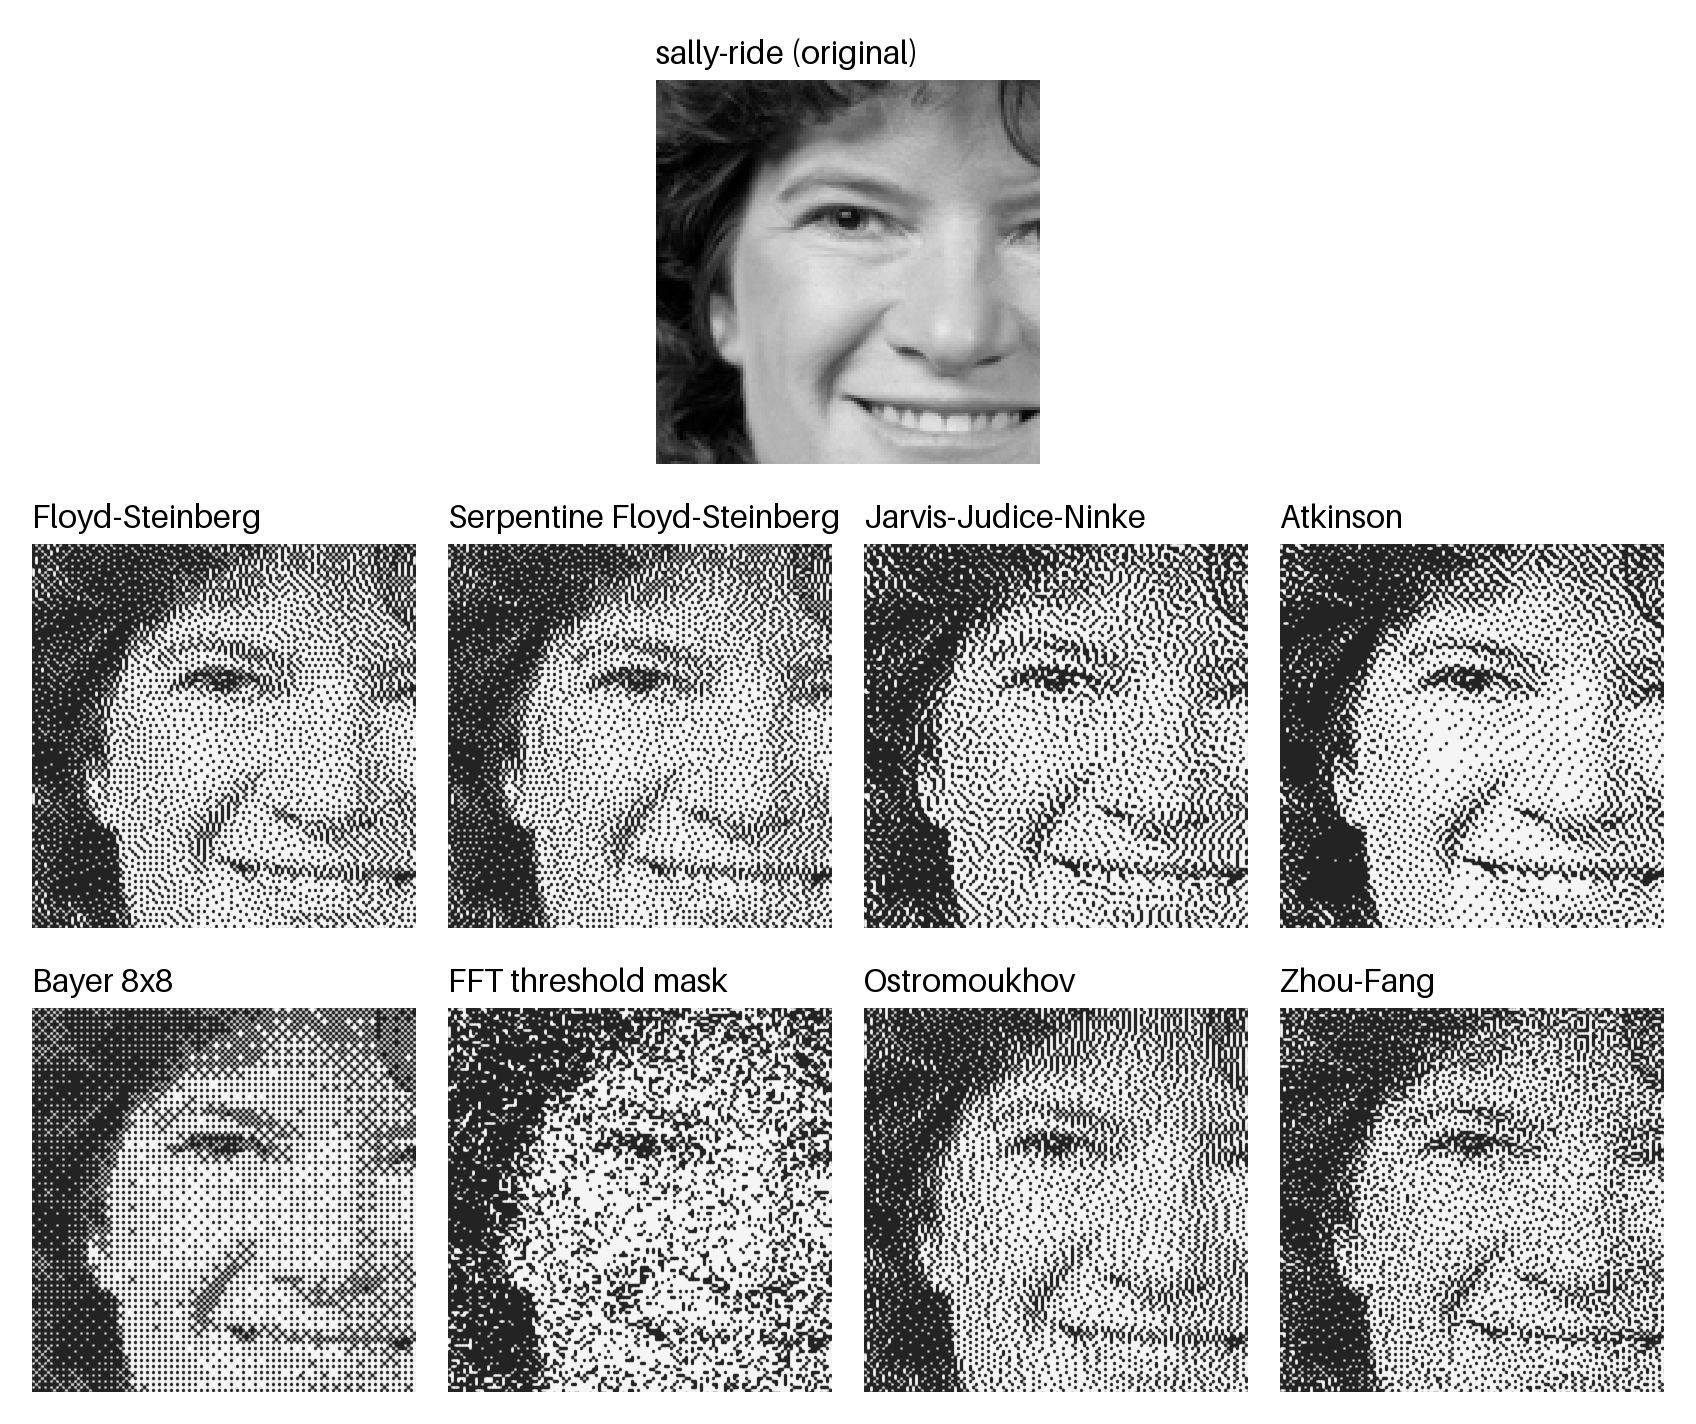 sally-ride (original)
Floyd-Steinberg
Serpentine Floyd-Steinberg
Jarvis-Judice-Ninke
Atkinson
Bayer 8x8
FFT threshold mask
Ostromoukhov
Zhou-Fang